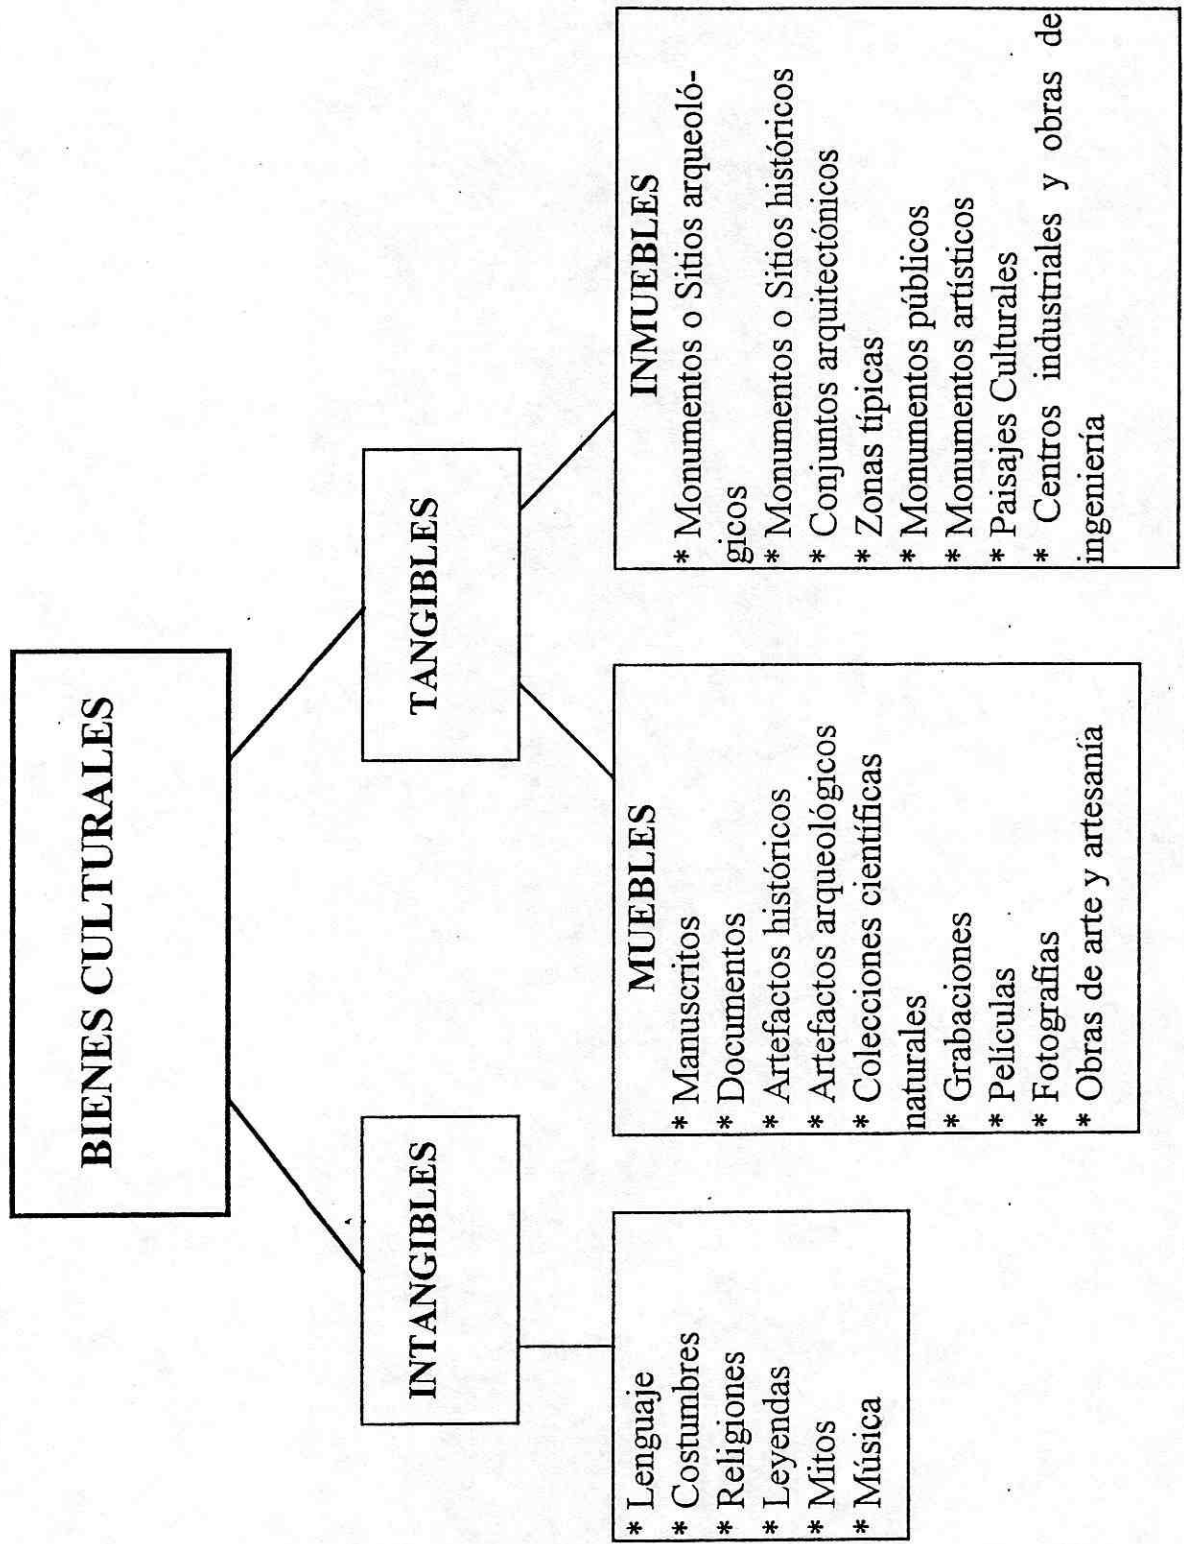 BIENES CULTURALES
INTANGIBLES
TANGIBLES
* Lenguaje
* Costumbres
* Religiones
* Leyendas
* Mitos
* Música
MUEBLES
* Manuscritos
* Documentos
* Artefactos históricos
* Artefactos arqueológicos
* Colecciones científicas
naturales
* Grabaciones
* Películas
* Fotografías
* Obras de arte y artesanía
INMUEBLES
* Monumentos o Sitios arqueoló-
gicos
* Monumentos o Sitios históricos
* Conjuntos arquitectónicos
* Zonas típicas
* Monumentos públicos
* Monumentos artísticos
* Paisajes Culturales
* Centros industriales y obras de
ingeniería